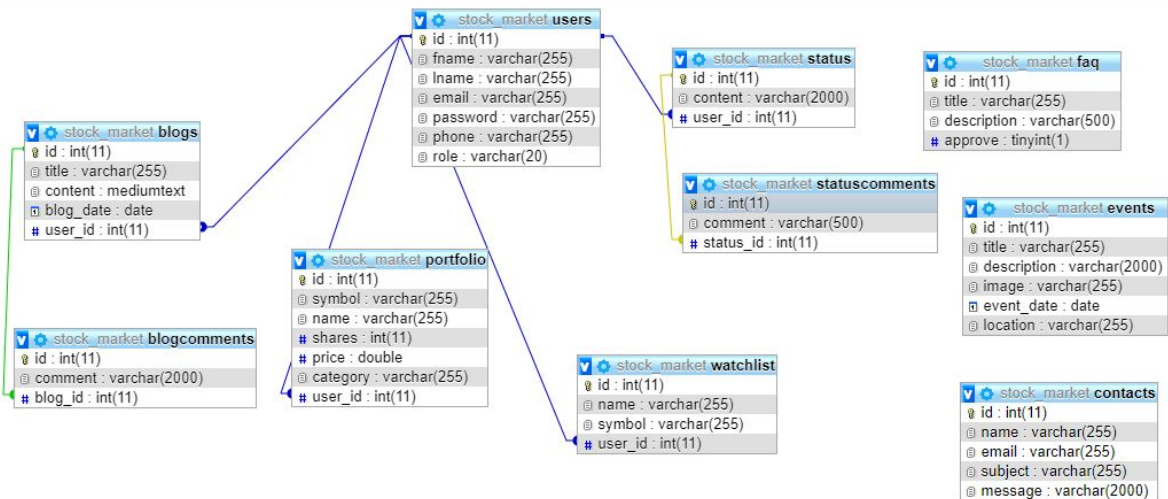 stock_market users
id : int(11)
fname : varchar(255)
lname : varchar(255)
email : varchar(255)
password : varchar(255)
phone : varchar(255)
role : varchar(20)
stock_market status
id : int(11)
content : varchar(2000)
user_id : int(11)
stock_market faq
id : int(11)
title : varchar(255)
description : varchar(500)
approve : tinyint(1)
stock_market blogs
id : int(11)
title : varchar(255)
content : mediumtext
blog_date : date
user_id : int(11)
stock_market statuscomments
id : int(11)
comment : varchar(500)
status_id : int(11)
stock_market events
id : int(11)
title : varchar(255)
description : varchar(2000)
image : varchar(255)
event_date : date
location : varchar(255)
stock_market portfolio
id : int(11)
symbol : varchar(255)
name : varchar(255)
shares : int(11)
price : double
category : varchar(255)
user_id : int(11)
stock_market blogcomments
id : int(11)
comment : varchar(2000)
blog_id : int(11)
stock_market watchlist
id : int(11)
name : varchar(255)
symbol : varchar(255)
user_id : int(11)
stock_market contacts
id : int(11)
name : varchar(255)
email : varchar(255)
subject : varchar(255)
message : varchar(2000)